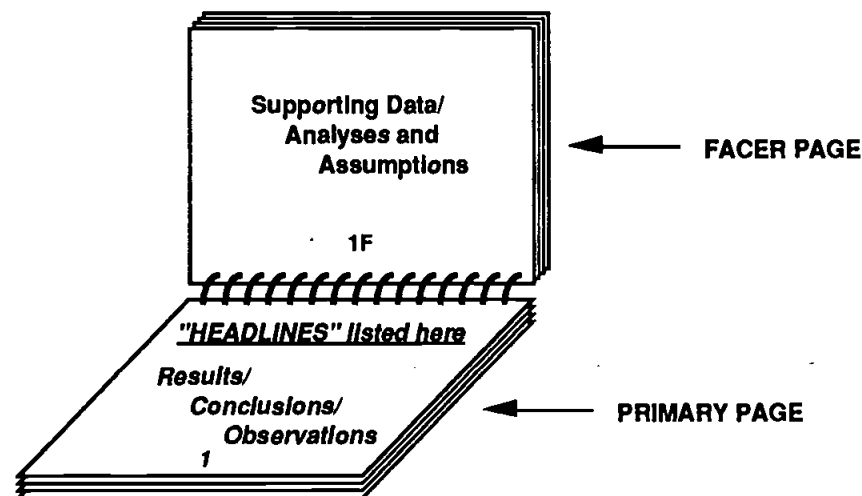 Supporting Data/
Analyses and
Assumptions
FACER PAGE
1F
"HEADLINES" listed here
Results/
Conclusions/
Observations
1
PRIMARY PAGE